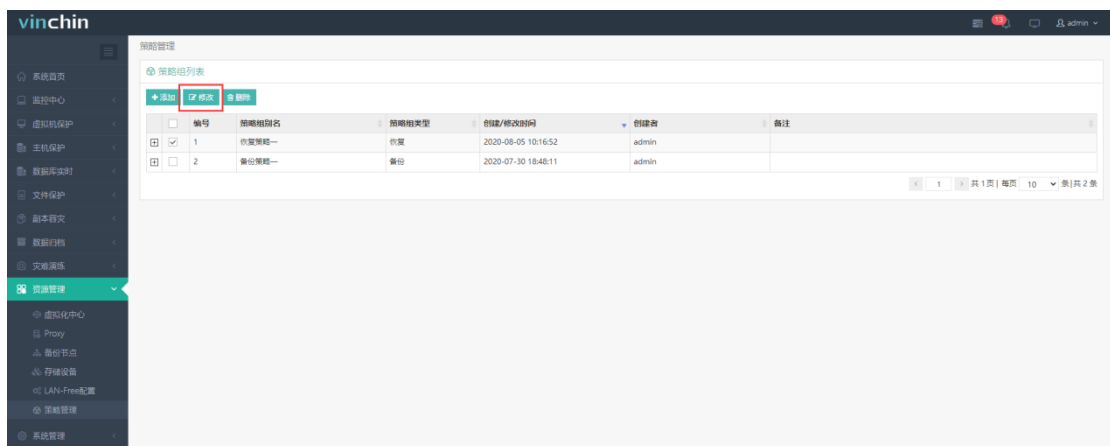 vinchin
13
admin
系统首页
监控中心
虚拟机保护
主机保护
数据库实时
文件保护
副本容灾
数据归档
灾难演练
资源管理
虚拟化中心
Proxy
备份节点
存储设备
LAN-Free配置
策略管理
系统管理
策略管理
策略组列表
添加 修改 删除
编号 策略组别名 策略组类型 创建/修改时间 创建者 备注
1 恢复策略一 恢复 2020-08-05 10:16:52 admin
2 备份策略一 备份 2020-07-30 18:48:11 admin
1 共1页|每页 10 条|共2条